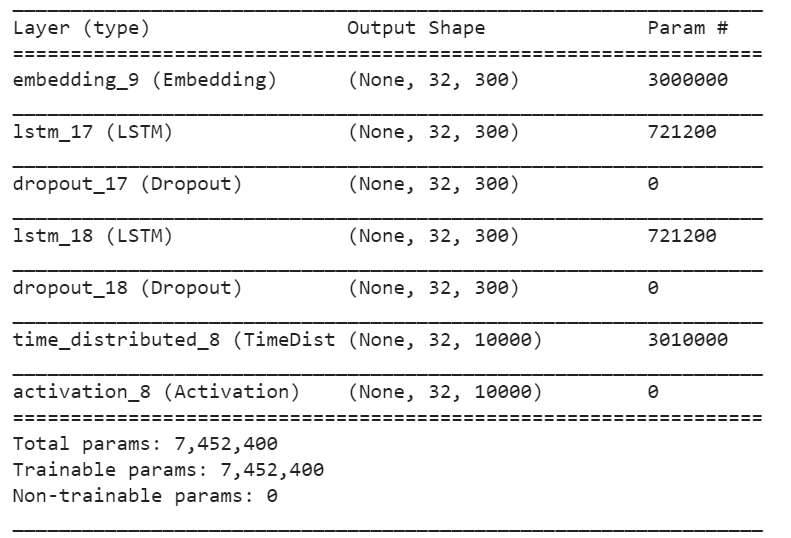 Layer (type) Output Shape Param #
=================================================================
embedding_9 (Embedding) (None, 32, 300) 3000000
lstm_17 (LSTM) (None, 32, 300) 721200
dropout_17 (Dropout) (None, 32, 300) 0
lstm_18 (LSTM) (None, 32, 300) 721200
dropout_18 (Dropout) (None, 32, 300) 0
time_distributed_8 (TimeDist (None, 32, 10000) 3010000
activation_8 (Activation) (None, 32, 10000) 0
=================================================================
Total params: 7,452,400
Trainable params: 7,452,400
Non-trainable params: 0